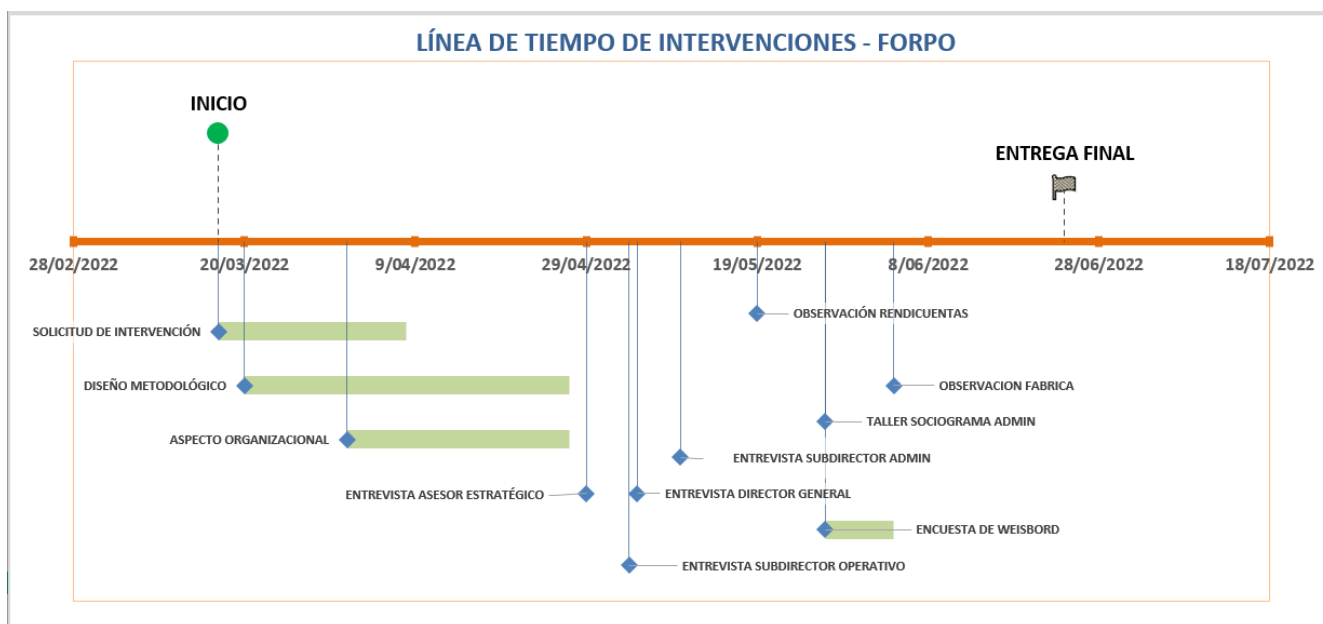 LÍNEA DE TIEMPO DE INTERVENCIONES - FORPO
INICIO
ENTREGA FINAL
28/02/2022
20/03/2022
9/04/2022
29/04/2022
19/05/2022
8/06/2022
28/06/2022
18/07/2022
OBSERVACIÓN RENDICUENTAS
SOLICITUD DE INTERVENCIÓN
DISEÑO METODOLÓGICO
OBSERVACION FABRICA
TALLER SOCIOGRAMA ADMIN
ASPECTO ORGANIZACIONAL
ENTREVISTA SUBDIRECTOR ADMIN
ENTREVISTA ASESOR ESTRATÉGICO
ENTREVISTA DIRECTOR GENERAL
ENCUESTA DE WEISBORD
ENTREVISTA SUBDIRECTOR OPERATIVO